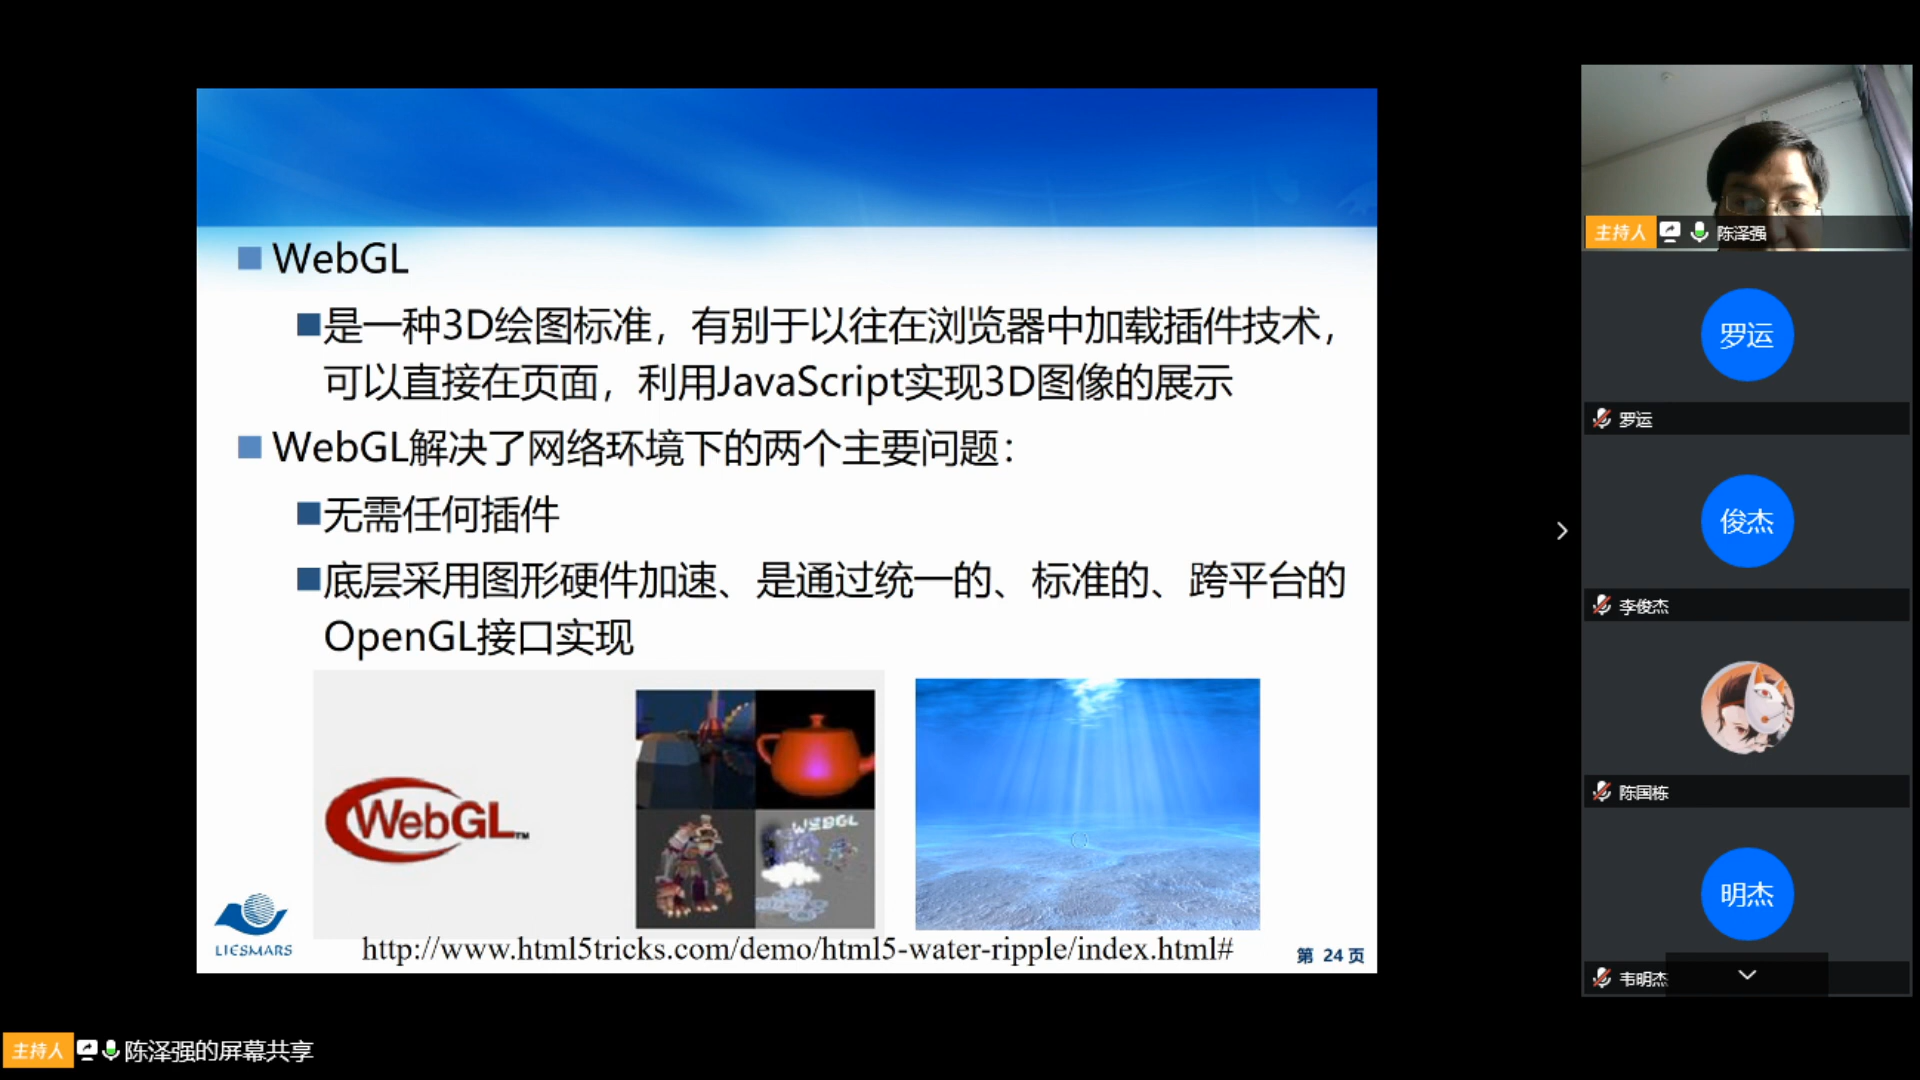 WebGL
是一种3D绘图标准，有别于以往在浏览器中加载插件技术，
可以直接在页面，利用JavaScript实现3D图像的展示
WebGL解决了网络环境下的两个主要问题：
无需任何插件
底层采用图形硬件加速、是通过统一的、标准的、跨平台的
OpenGL接口实现
WebGL™
WEBGL
LIESMARS
http://www.html5tricks.com/demo/html5-water-ripple/index.html#
第 24 页
主持人 陈泽强
罗运
罗运
俊杰
李俊杰
陈国栋
明杰
韦明杰
主持人 陈泽强的屏幕共享